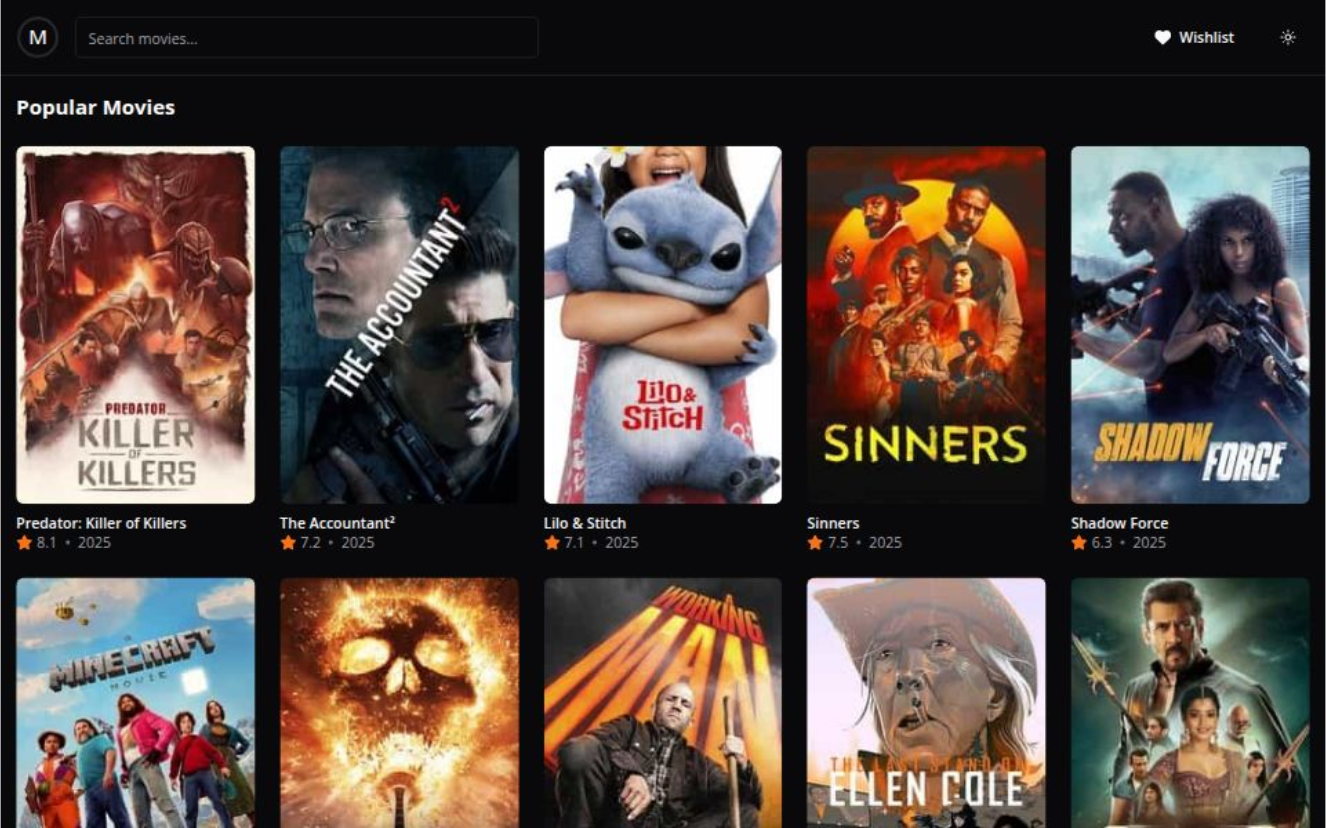 M
Search movies...
Wishlist
Popular Movies
PREDATOR
KILLER
OF
KILLERS
THE ACCOUNTANT2
Lilo &
Stitch
SINNERS
SHADOW
FORCE
Predator: Killer of Killers
The Accountant²
Lilo & Stitch
Sinners
Shadow Force
8.1 • 2025
7.2 • 2025
7.1 • 2025
7.5 • 2025
6.3 • 2025
A
MINECRAFT
MOVIE
A
WORKING
MAN
THE LAST STAND OF
ELLEN COLE